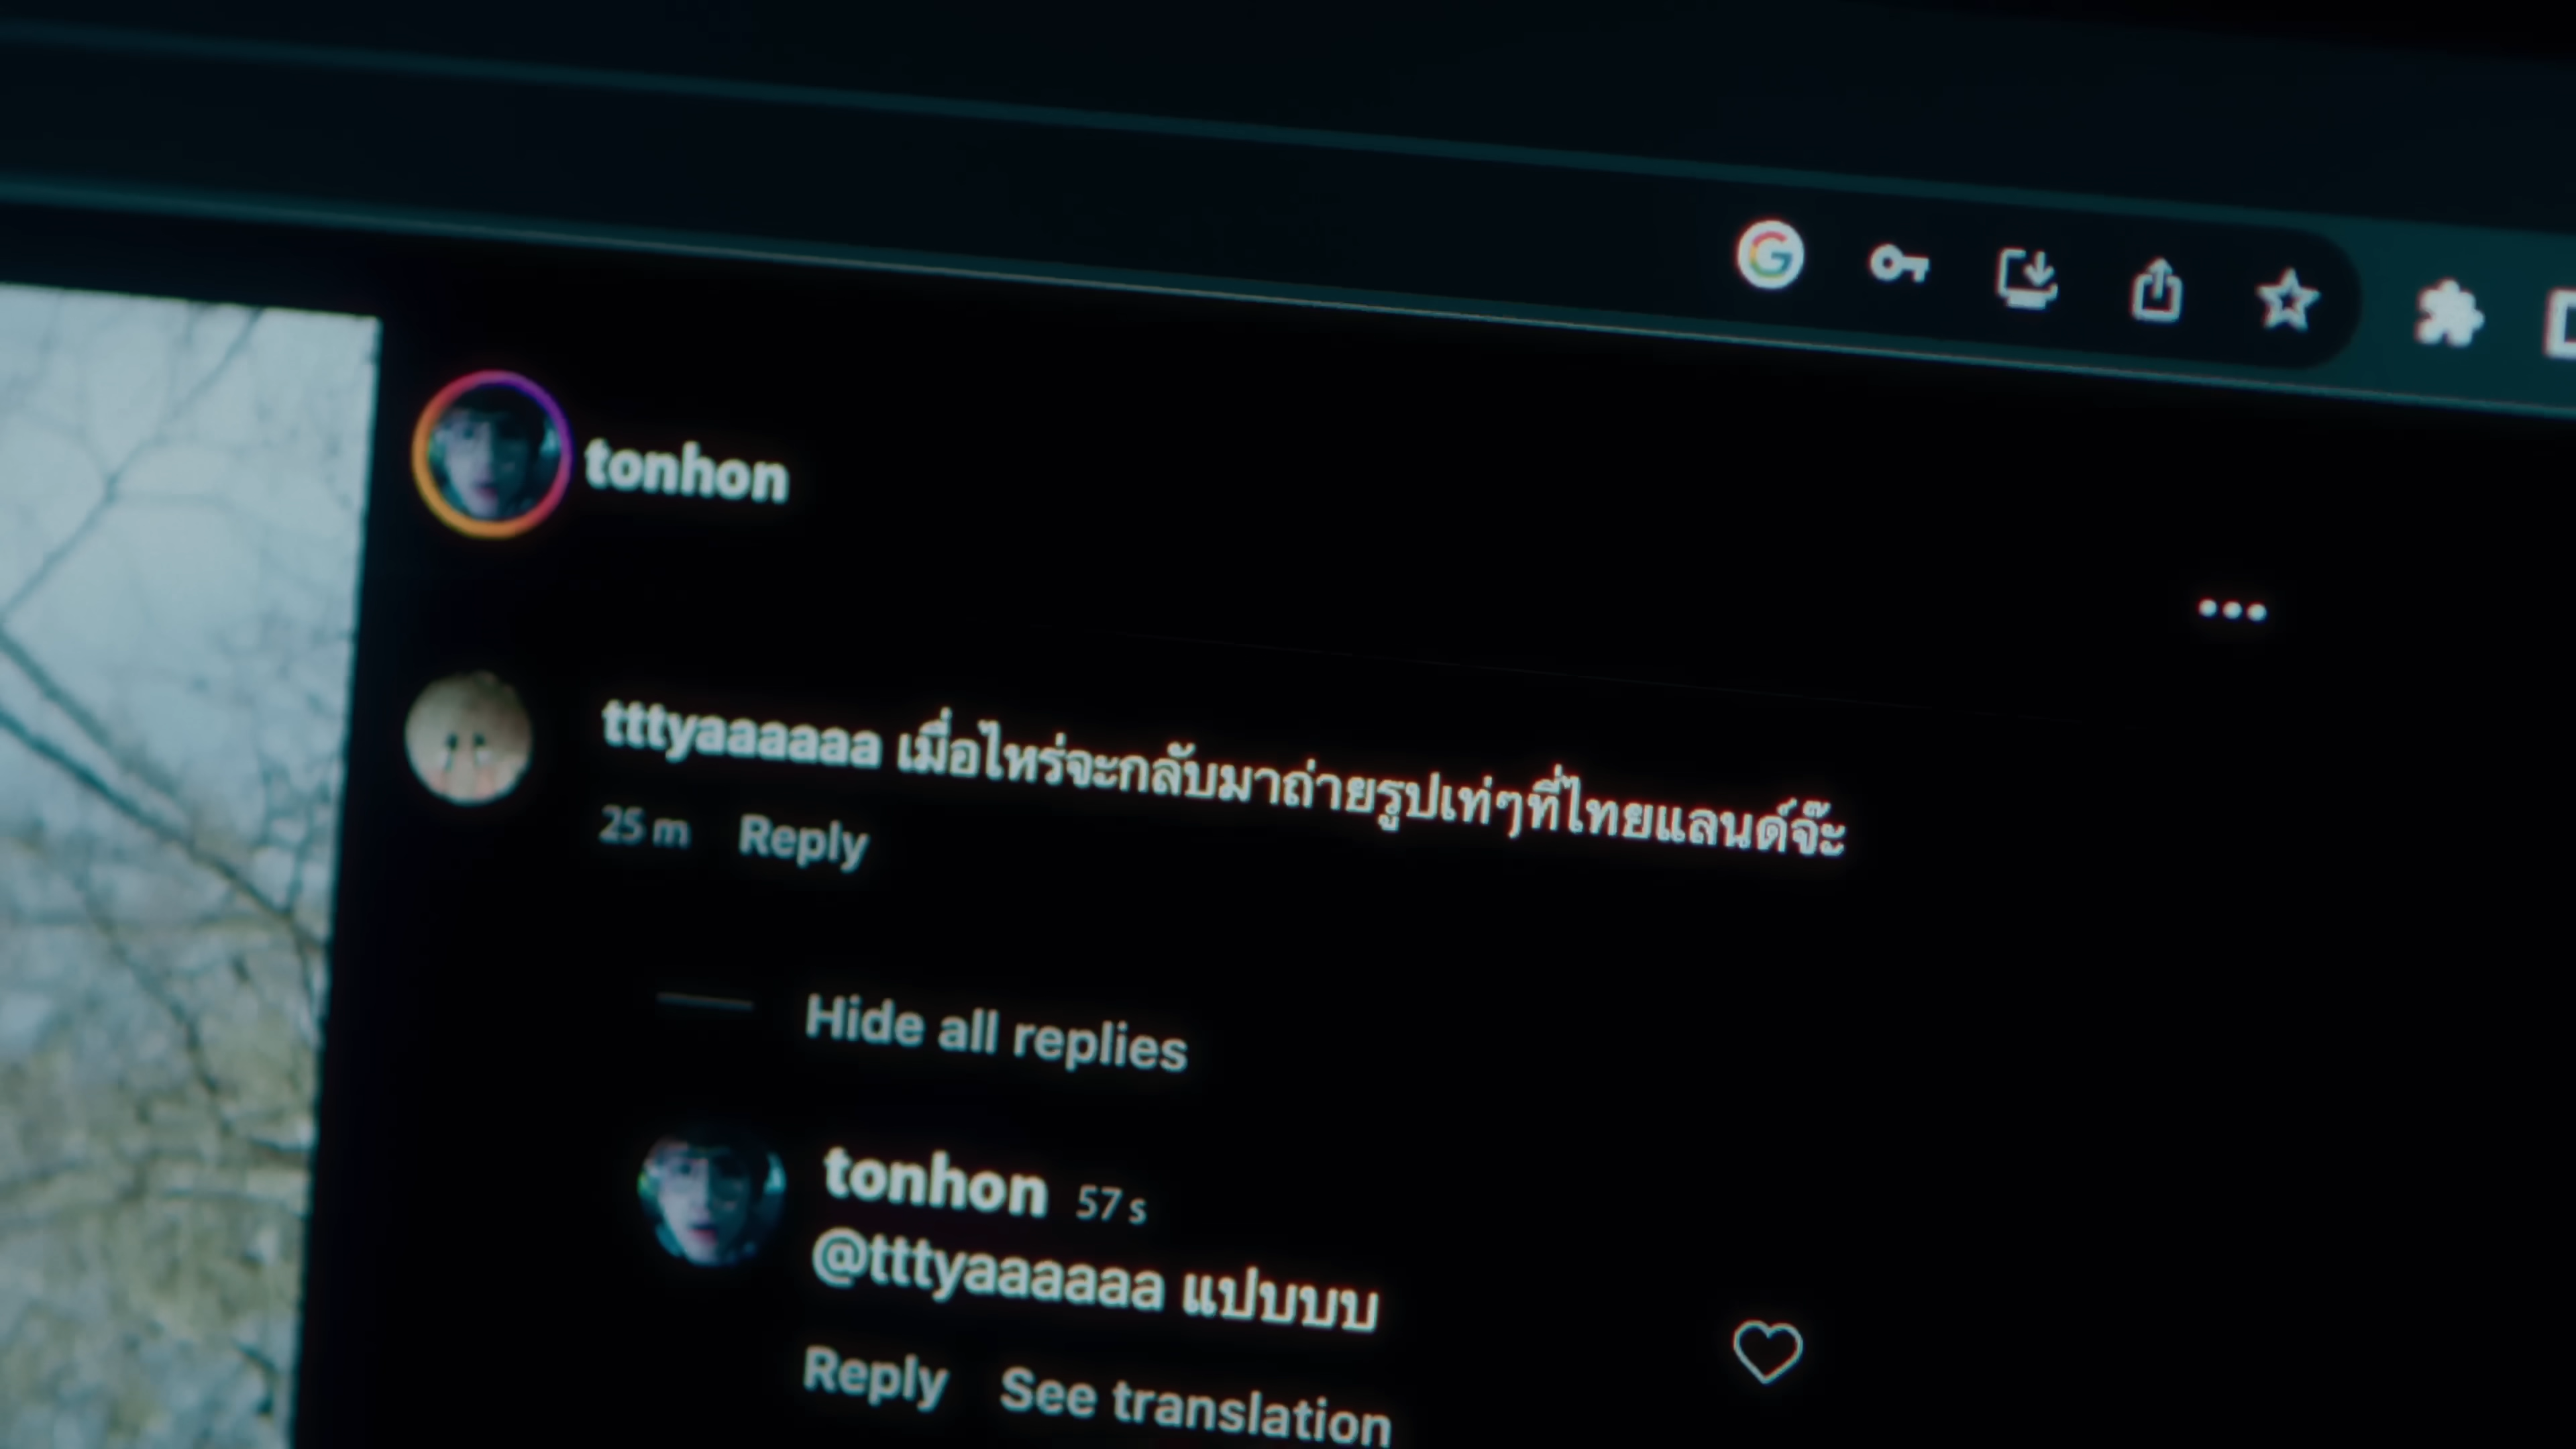 tonhon
tttyaaaaaa เมื่อไหร่จะกลับมาถ่ายรูปเท่ๆที่ไทยแลนด์จ๊ะ
25 m Reply
Hide all replies
tonhon 57 s
@tttyaaaaaa แปบบบ
Reply See translation